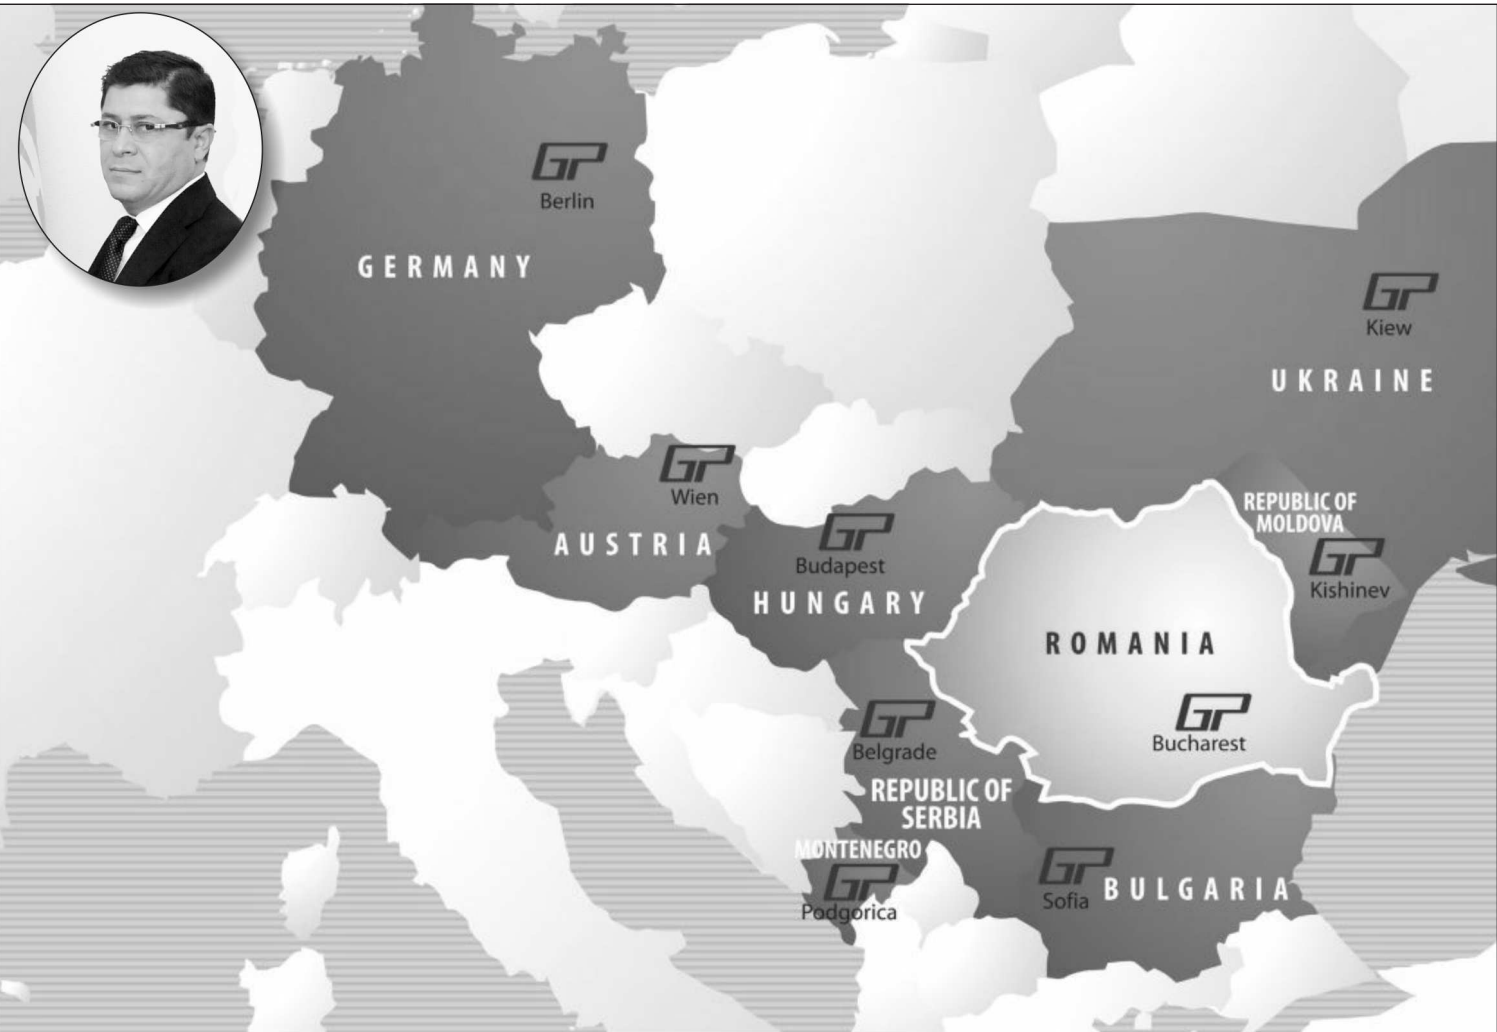 GP
Berlin
GERMANY
GP
Kiew
UKRAINE
GP
Wien
AUSTRIA
REPUBLIC OF
MOLDOVA
GP
Kishinev
GP
Budapest
HUNGARY
ROMANIA
GP
Bucharest
GP
Belgrade
REPUBLIC OF
SERBIA
MONTENEGRO
GP
Podgorica
GP
Sofia
BULGARIA